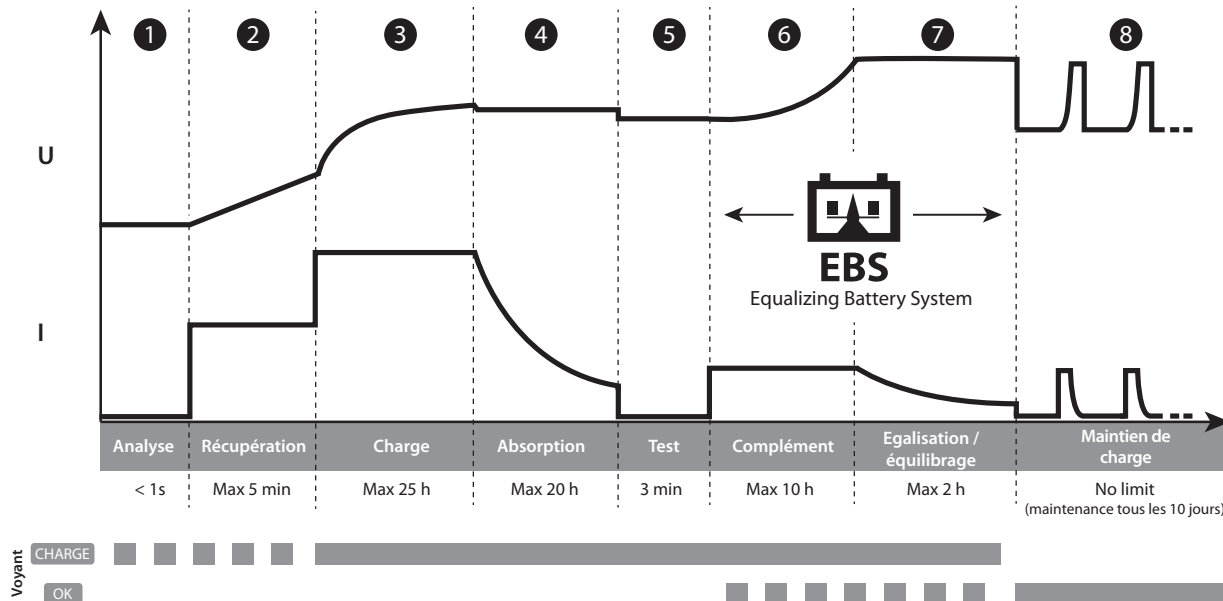 1 2 3 4 5 6 7 8
U
EBS
Equalizing Battery System
I
Analyse Récupération Charge Absorption Test Complément Egalisation / équilibrage Maintien de charge
< 1s Max 5 min Max 25 h Max 20 h 3 min Max 10 h Max 2 h No limit
(maintenance tous les 10 jours)
Voyant
CHARGE
OK